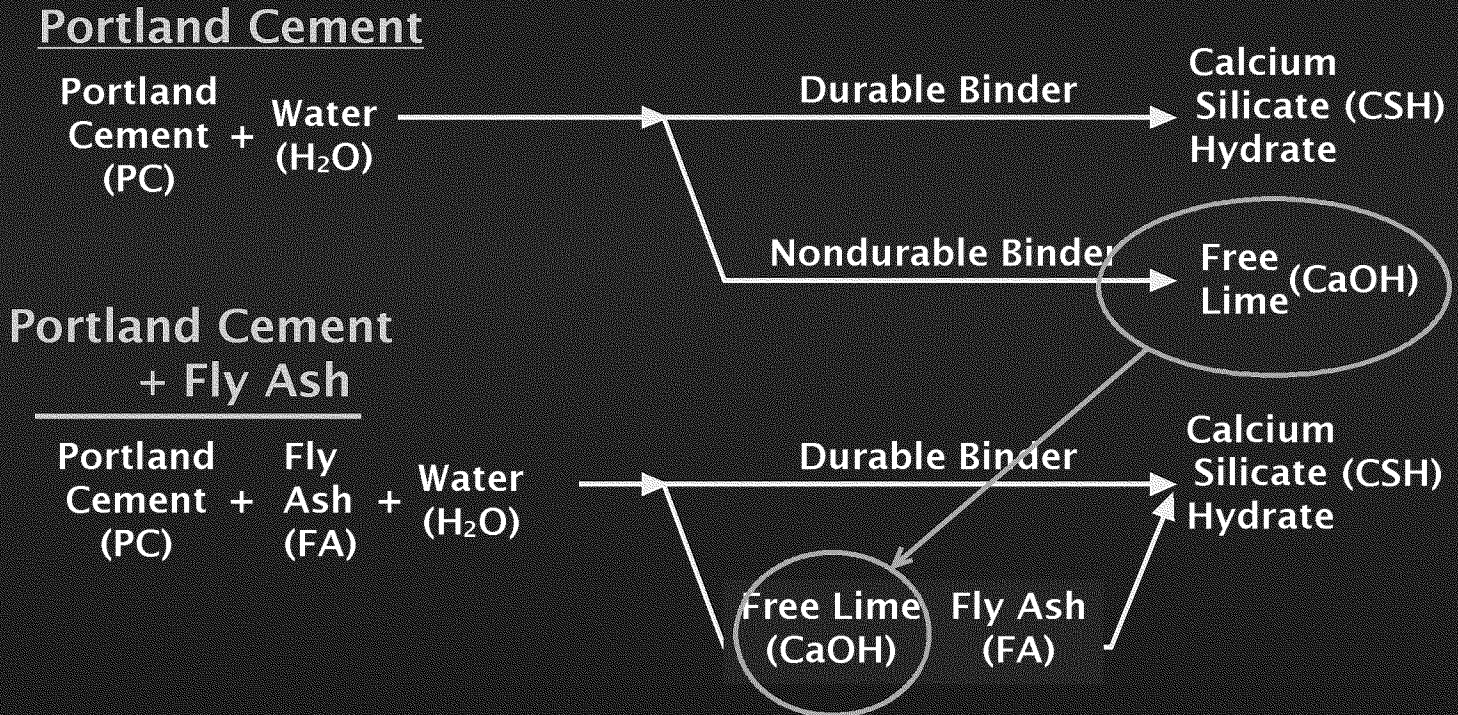 Portland Cement
Portland
Cement
(PC)
+
Water
(H₂O)
Durable Binder
Calcium
Silicate (CSH)
Hydrate
Nondurable Binder
Free
Lime
(CaOH)
Portland Cement
+ Fly Ash
Portland
Cement
(PC)
+
Fly
Ash
(FA)
+
Water
(H₂O)
Durable Binder
Calcium
Silicate (CSH)
Hydrate
Free Lime
(CaOH)
Fly Ash
(FA)